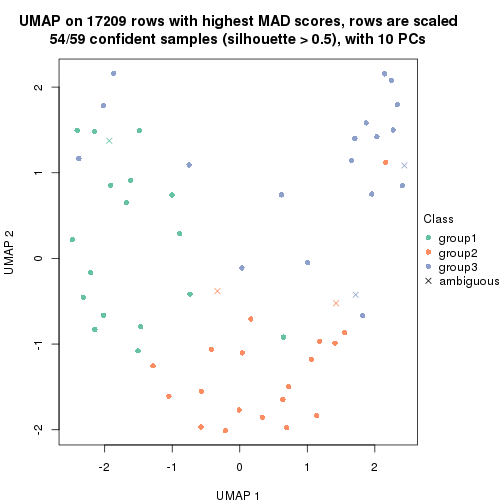 UMAP on 17209 rows with highest MAD scores, rows are scaled
54/59 confident samples (silhouette > 0.5), with 10 PCs
2
1
0
-1
-2
UMAP 2
-2
-1
0
1
2
UMAP 1
Class
group1
group2
group3
ambiguous